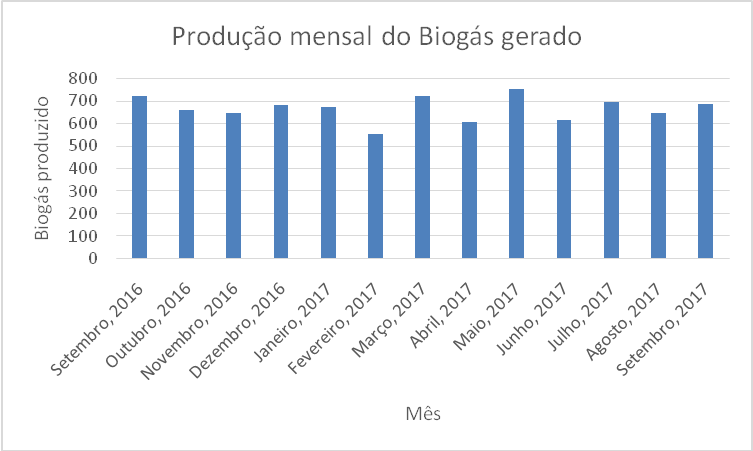 Produção mensal do Biogás gerado
Biogás produzido
800
700
600
500
400
300
200
100
0
Setembro, 2016
Outubro, 2016
Novembro, 2016
Dezembro, 2016
Janeiro, 2017
Fevereiro, 2017
Março, 2017
Abril, 2017
Maio, 2017
Junho, 2017
Julho, 2017
Agosto, 2017
Setembro, 2017
Mês